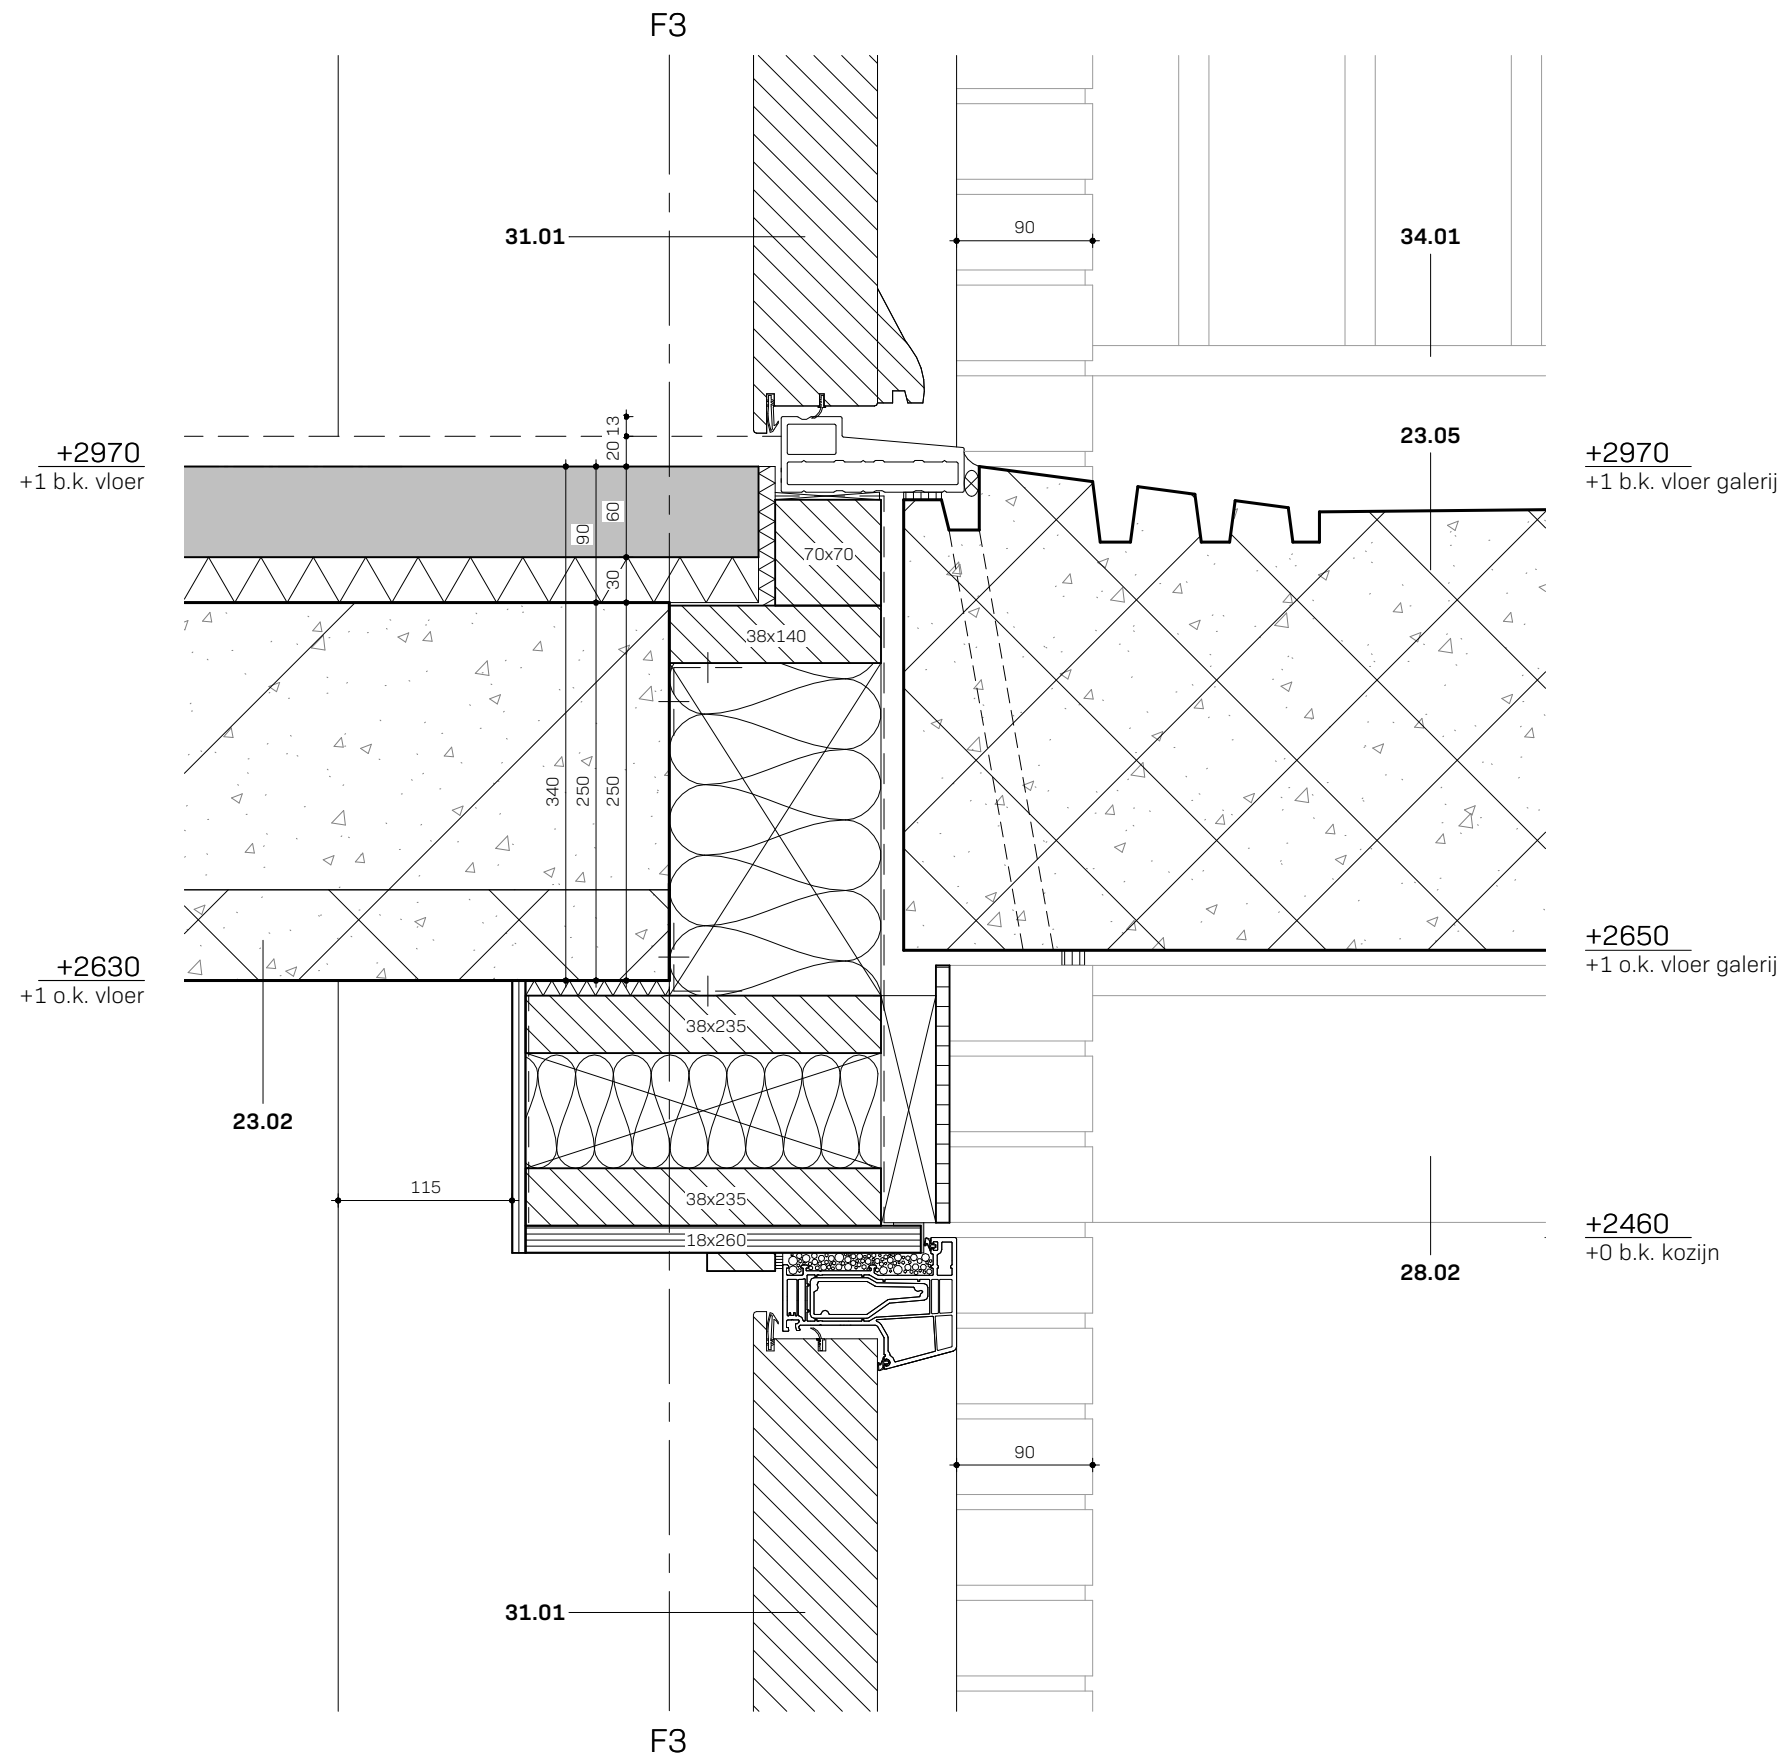 F3
31.01
90
34.01
13
20
+2970
+1 b.k. vloer
23.05
+2970
+1 b.k. vloer galerij
60
90
30
70x70
38x140
340
250
250
+2630
+1 o.k. vloer
+2650
+1 o.k. vloer galerij
38x235
23.02
115
38x235
18x260
+2460
+0 b.k. kozijn
28.02
90
31.01
F3